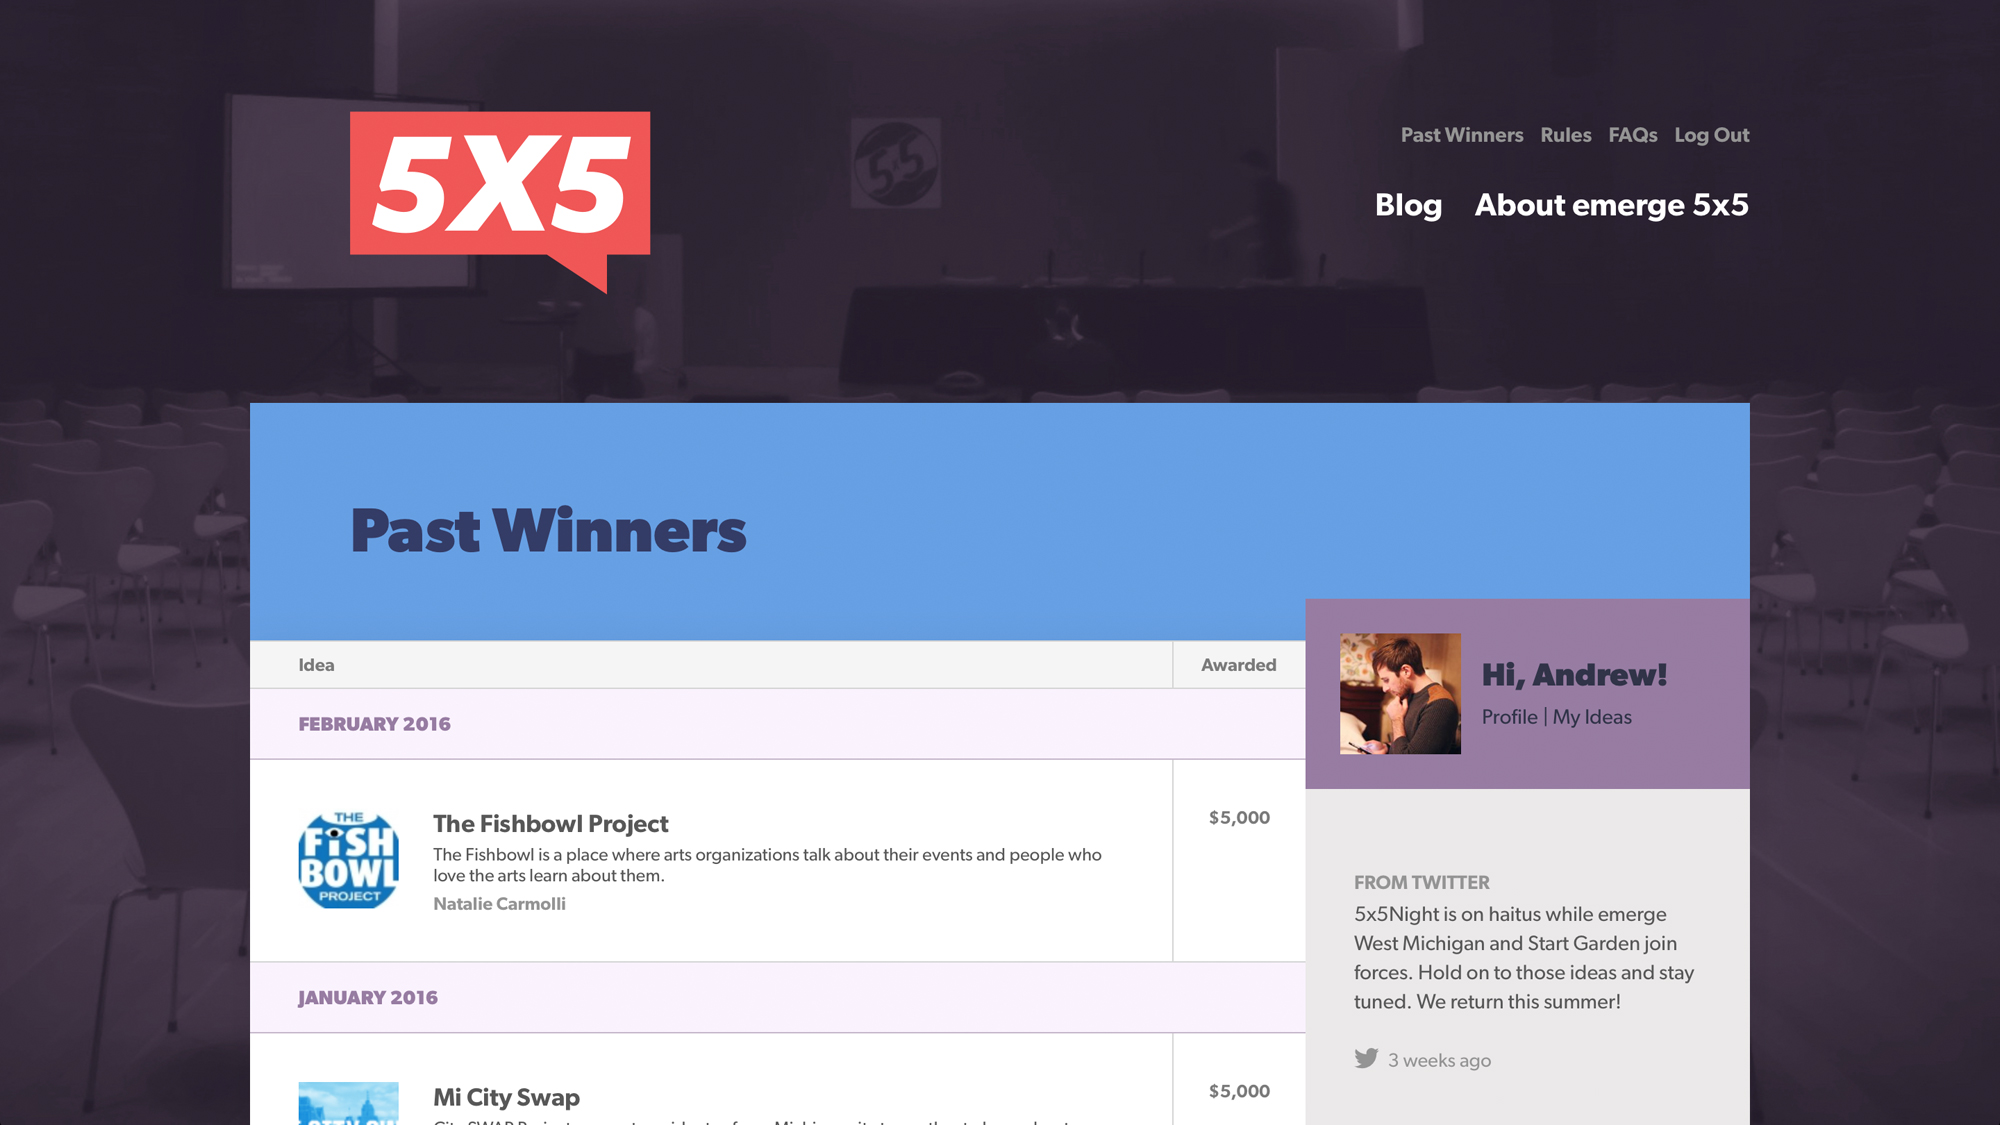 5X5
Past Winners Rules FAQs Log Out
Blog About emerge 5x5
5x5
Past Winners
Idea Awarded
FEBRUARY 2016
THE
FISH
BOWL
PROJECT
The Fishbowl Project
The Fishbowl is a place where arts organizations talk about their events and people who
love the arts learn about them.
Natalie Carmolli
$5,000
JANUARY 2016
Mi City Swap
$5,000
Hi, Andrew!
Profile | My Ideas
FROM TWITTER
5x5Night is on haitus while emerge
West Michigan and Start Garden join
forces. Hold on to those ideas and stay
tuned. We return this summer!
3 weeks ago